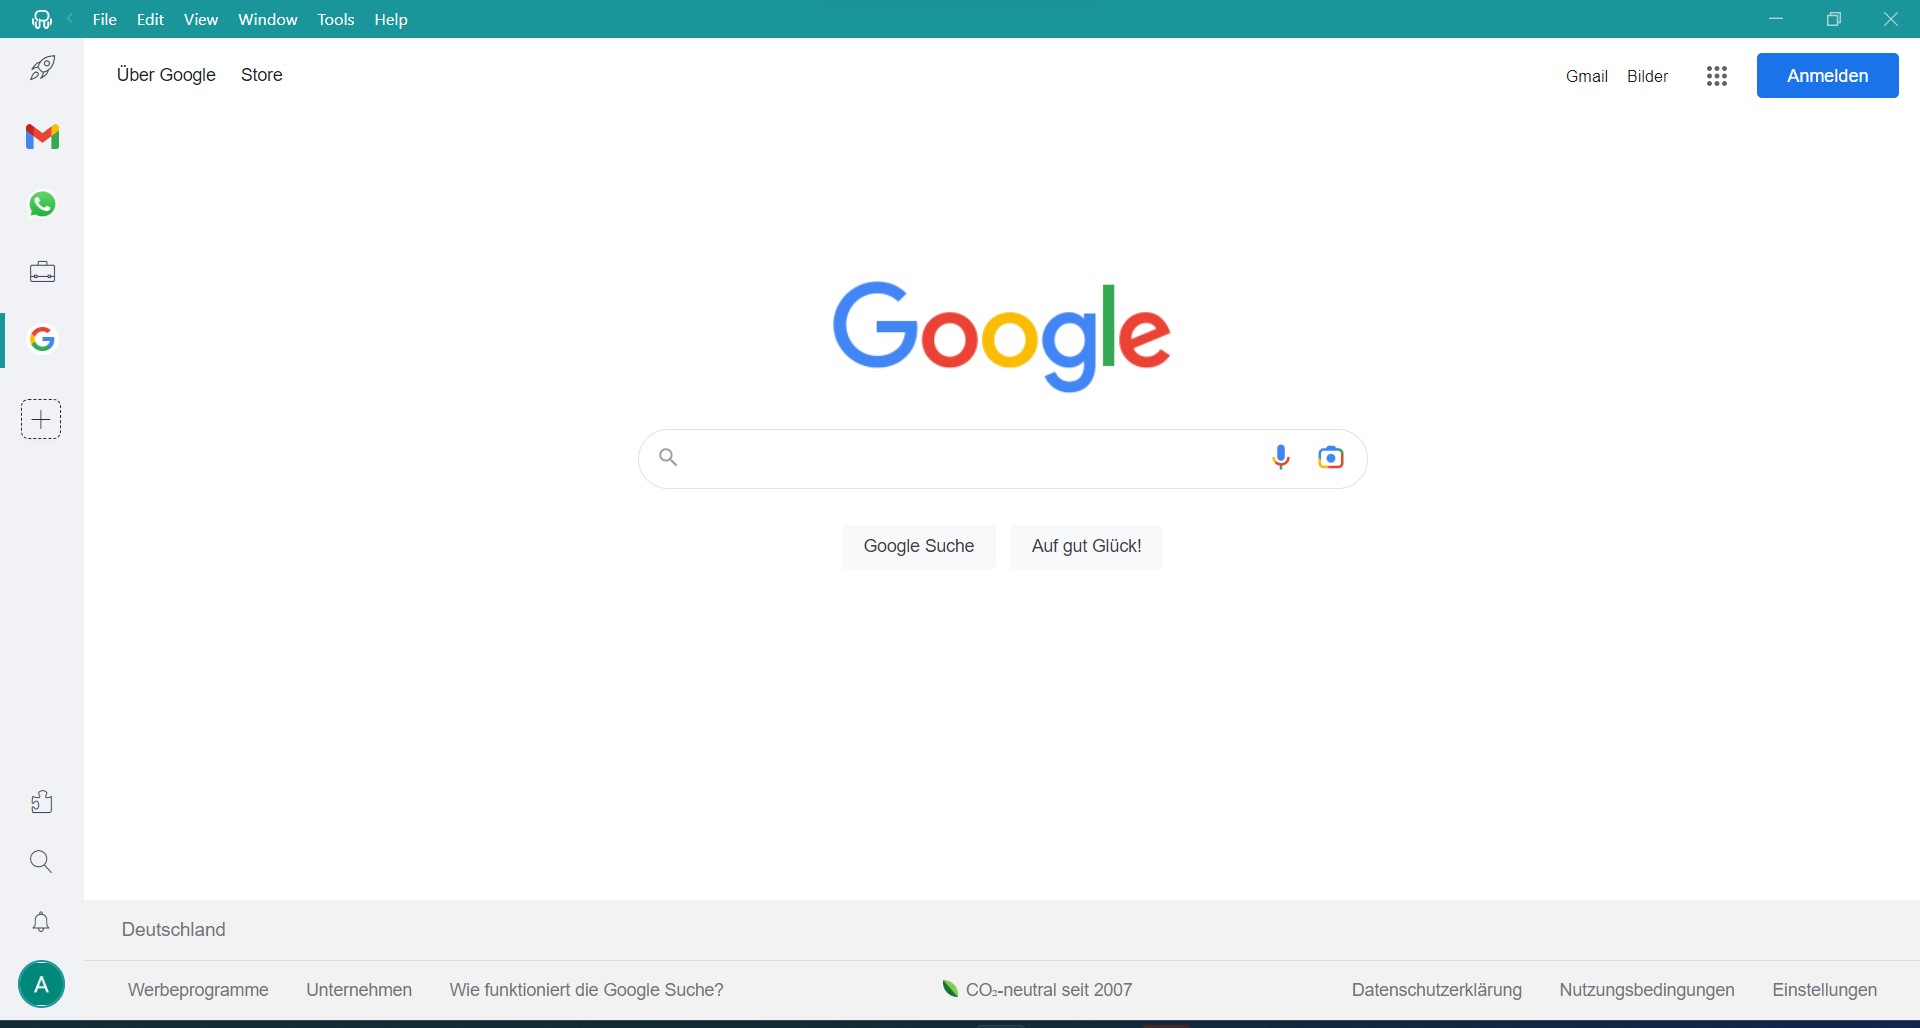 File Edit View Window Tools Help
Über Google Store
Gmail Bilder Anmelden
Google
Google Suche Auf gut Glück!
Deutschland
A
Werbeprogramme Unternehmen Wie funktioniert die Google Suche? CO₂-neutral seit 2007 Datenschutzerklärung Nutzungsbedingungen Einstellungen